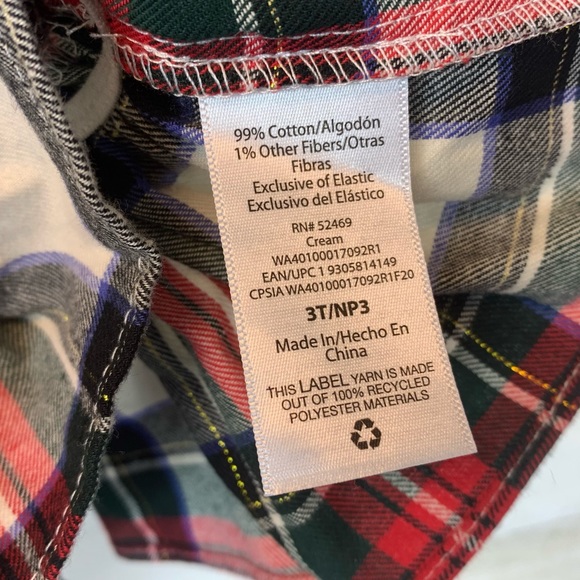 99% Cotton/Algodón
1% Other Fibers/Otras
Fibras
Exclusive of Elastic
Exclusivo del Elástico
RN# 52469
Cream
WA40100017092R1
EAN/UPC 1 9305814149
CPSIA WA40100017092R1F20
3T/NP3
Made In/Hecho En
China
†THIS LABEL YARN IS MADE
OUT OF 100% RECYCLED
POLYESTER MATERIALS